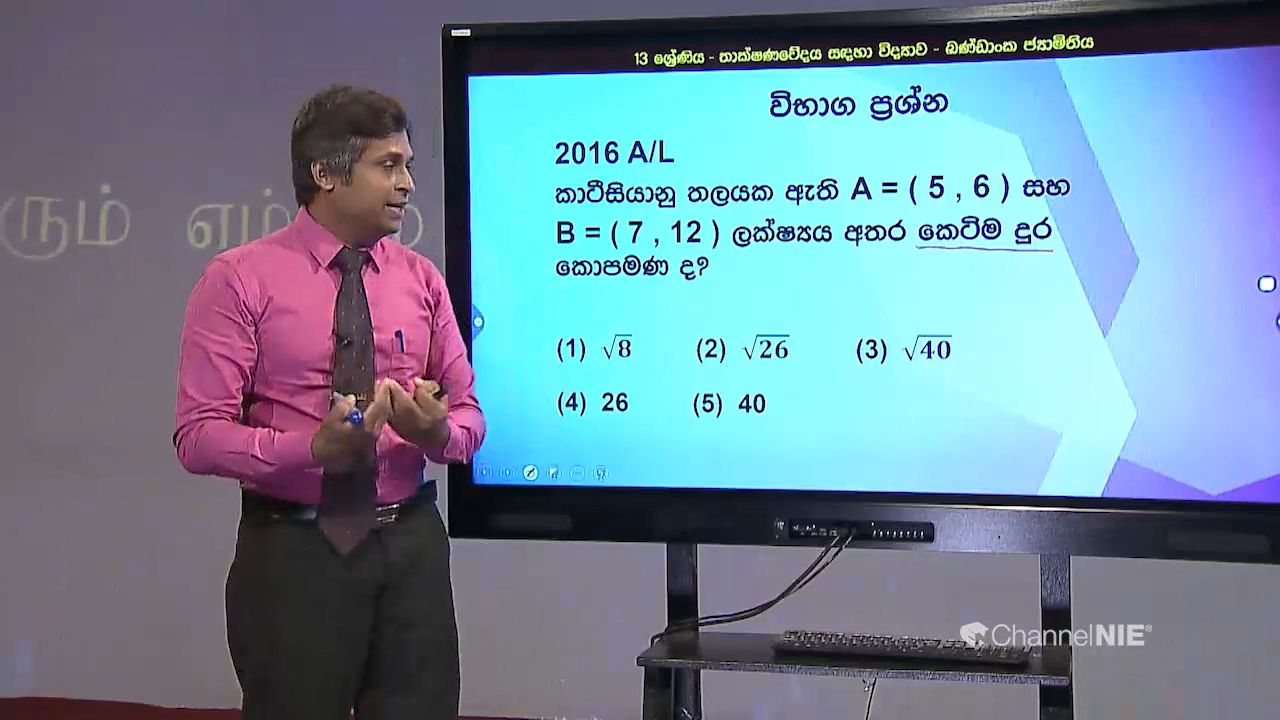 13 ශ්‍රේණිය - තාක්ෂණවේදය සඳහා විද්‍යාව - ඛණ්ඩාංක ජ්‍යාමිතිය
විභාග ප්‍රශ්න
2016 A/L
කාටීසියානු තලයක ඇති A = ( 5 , 6 ) සහ
B = ( 7 , 12 ) ලක්ෂ්‍යය අතර කෙටිම දුර
කොපමණ ද?
(1) √8 (2) √26 (3) √40
(4) 26 (5) 40
ChannelNIE